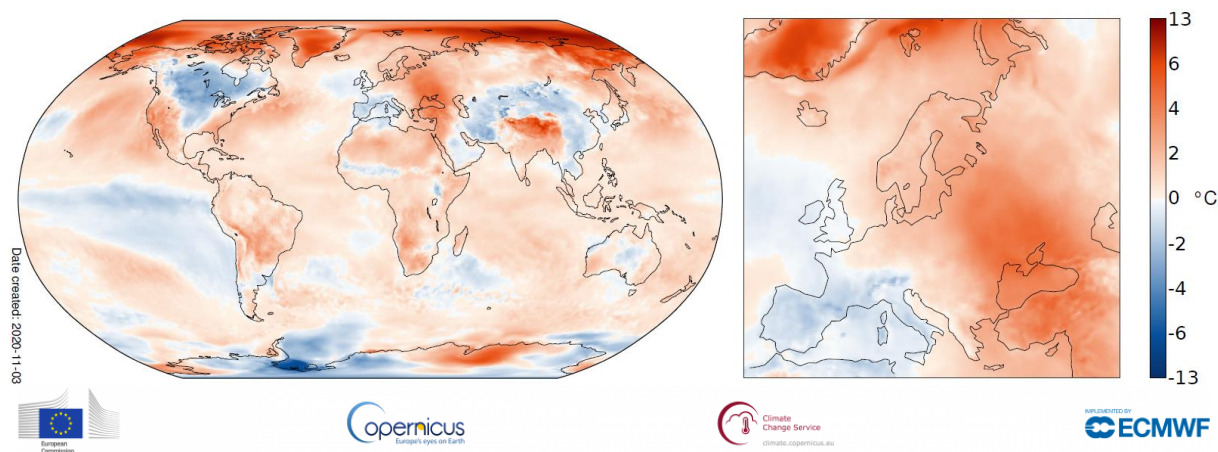 13
6
4
2
0 °C
-2
-4
-6
-13
Date created: 2020-11-03
European
Commission
opernicus
Europe's eyes on Earth
Climate
Change Service
climate.copernicus.eu
IMPLEMENTED BY
ECMWF